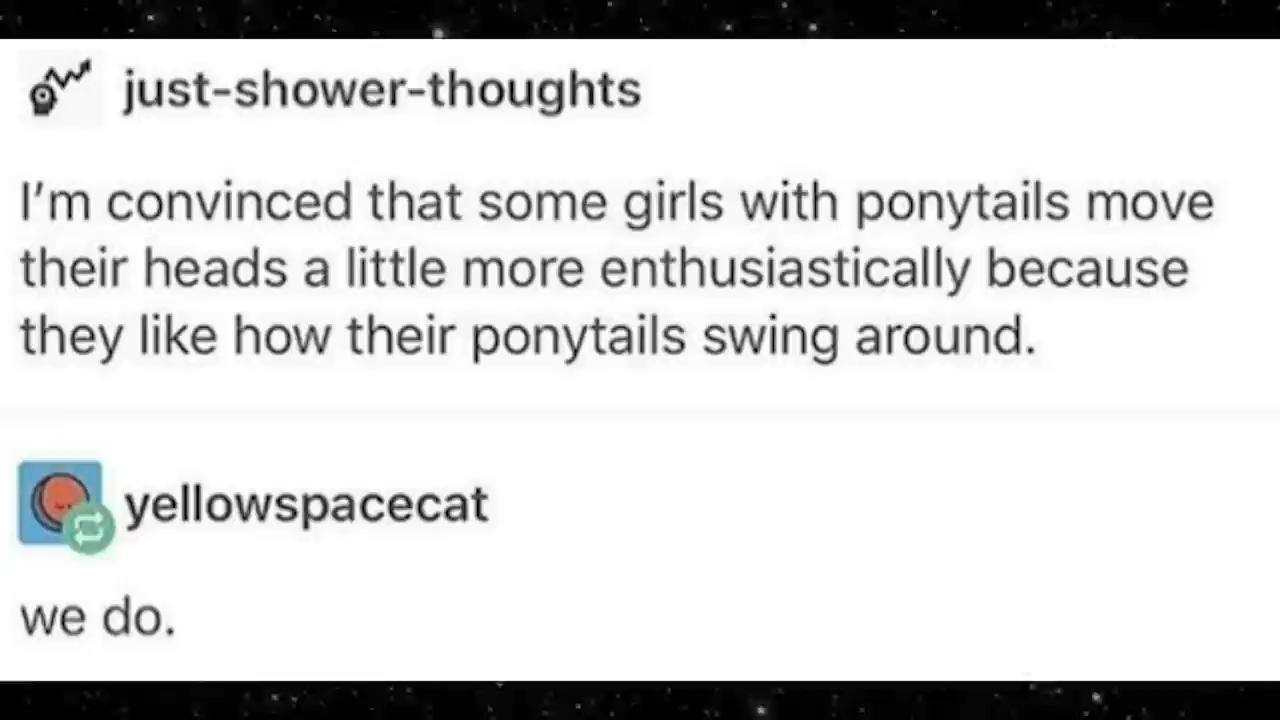 just-shower-thoughts
I'm convinced that some girls with ponytails move
their heads a little more enthusiastically because
they like how their ponytails swing around.
yellowspacecat
we do.